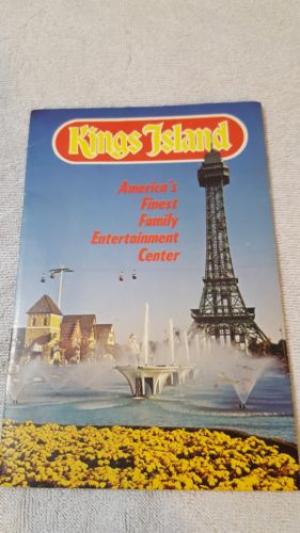 Kings Island
America's
Finest
Family
Entertainment
Center